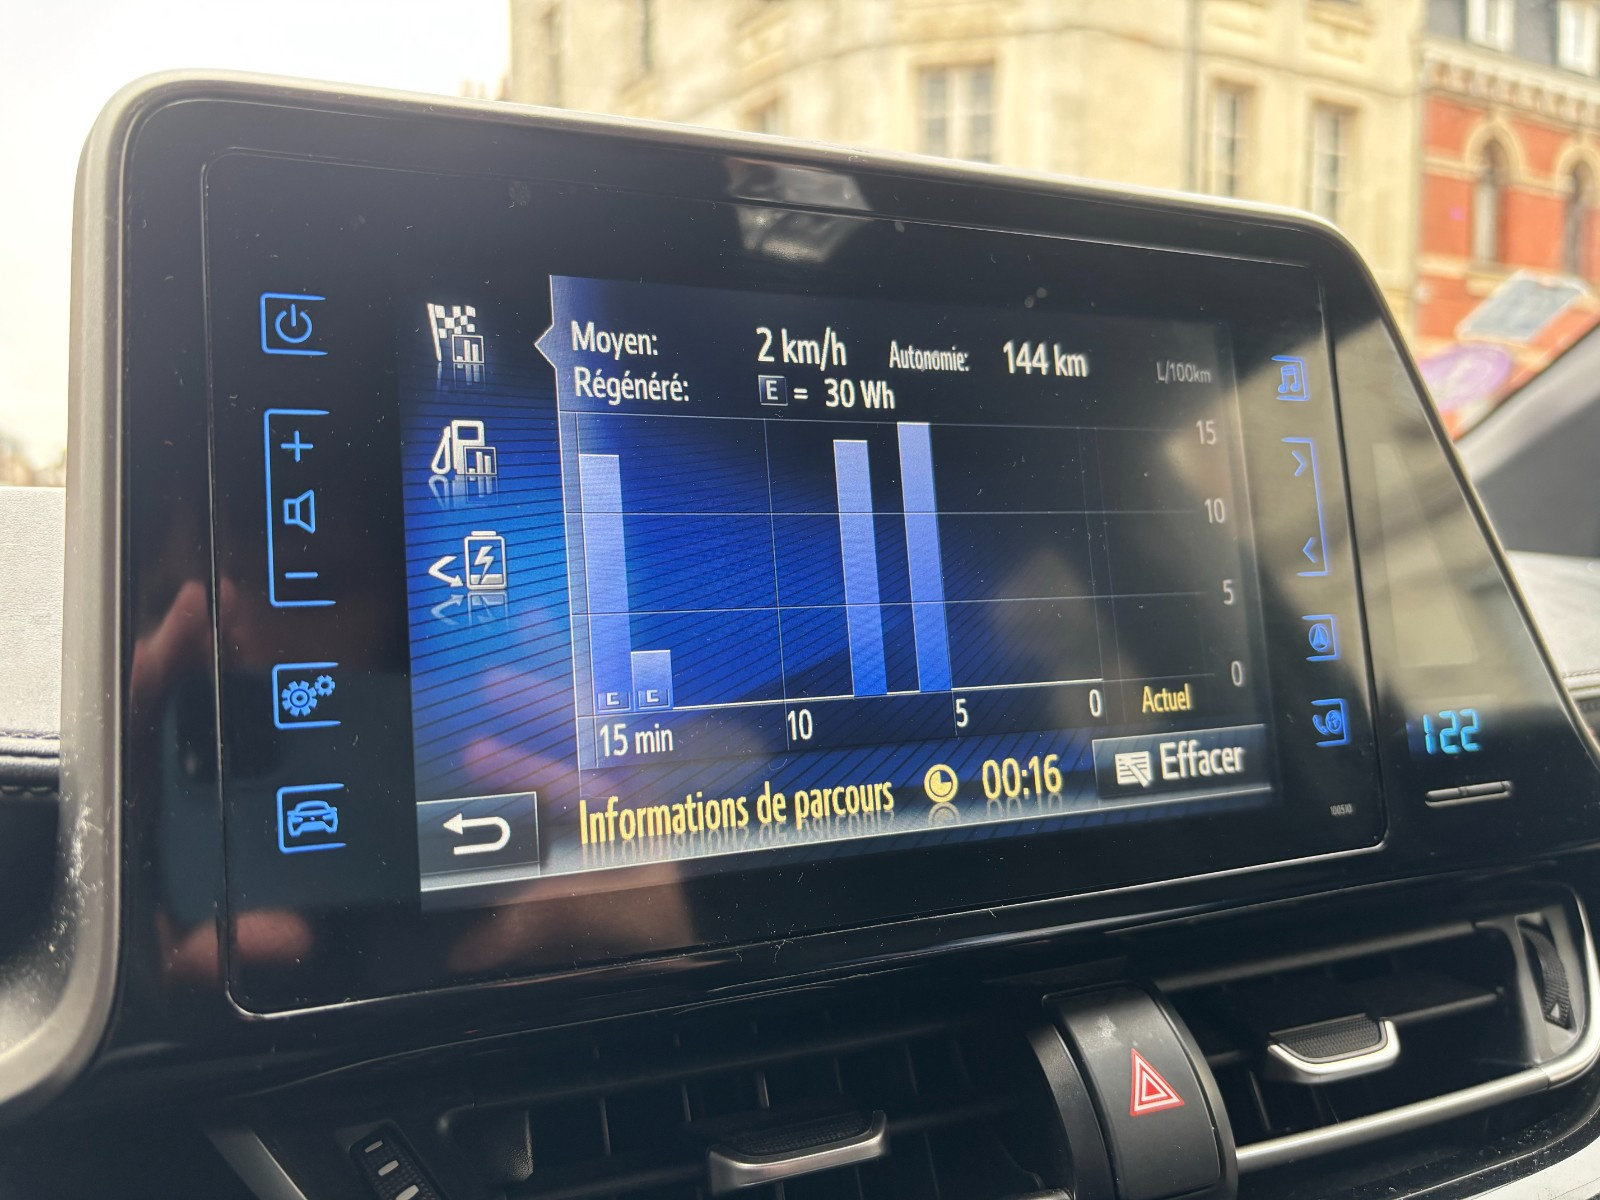 Moyen: 2 km/h Autonomie: 144 km L/100km
Régénéré: E = 30 Wh
15
10
5
0
E E
15 min 10 5 0 Actuel
Informations de parcours 00:16 Effacer
122
100510